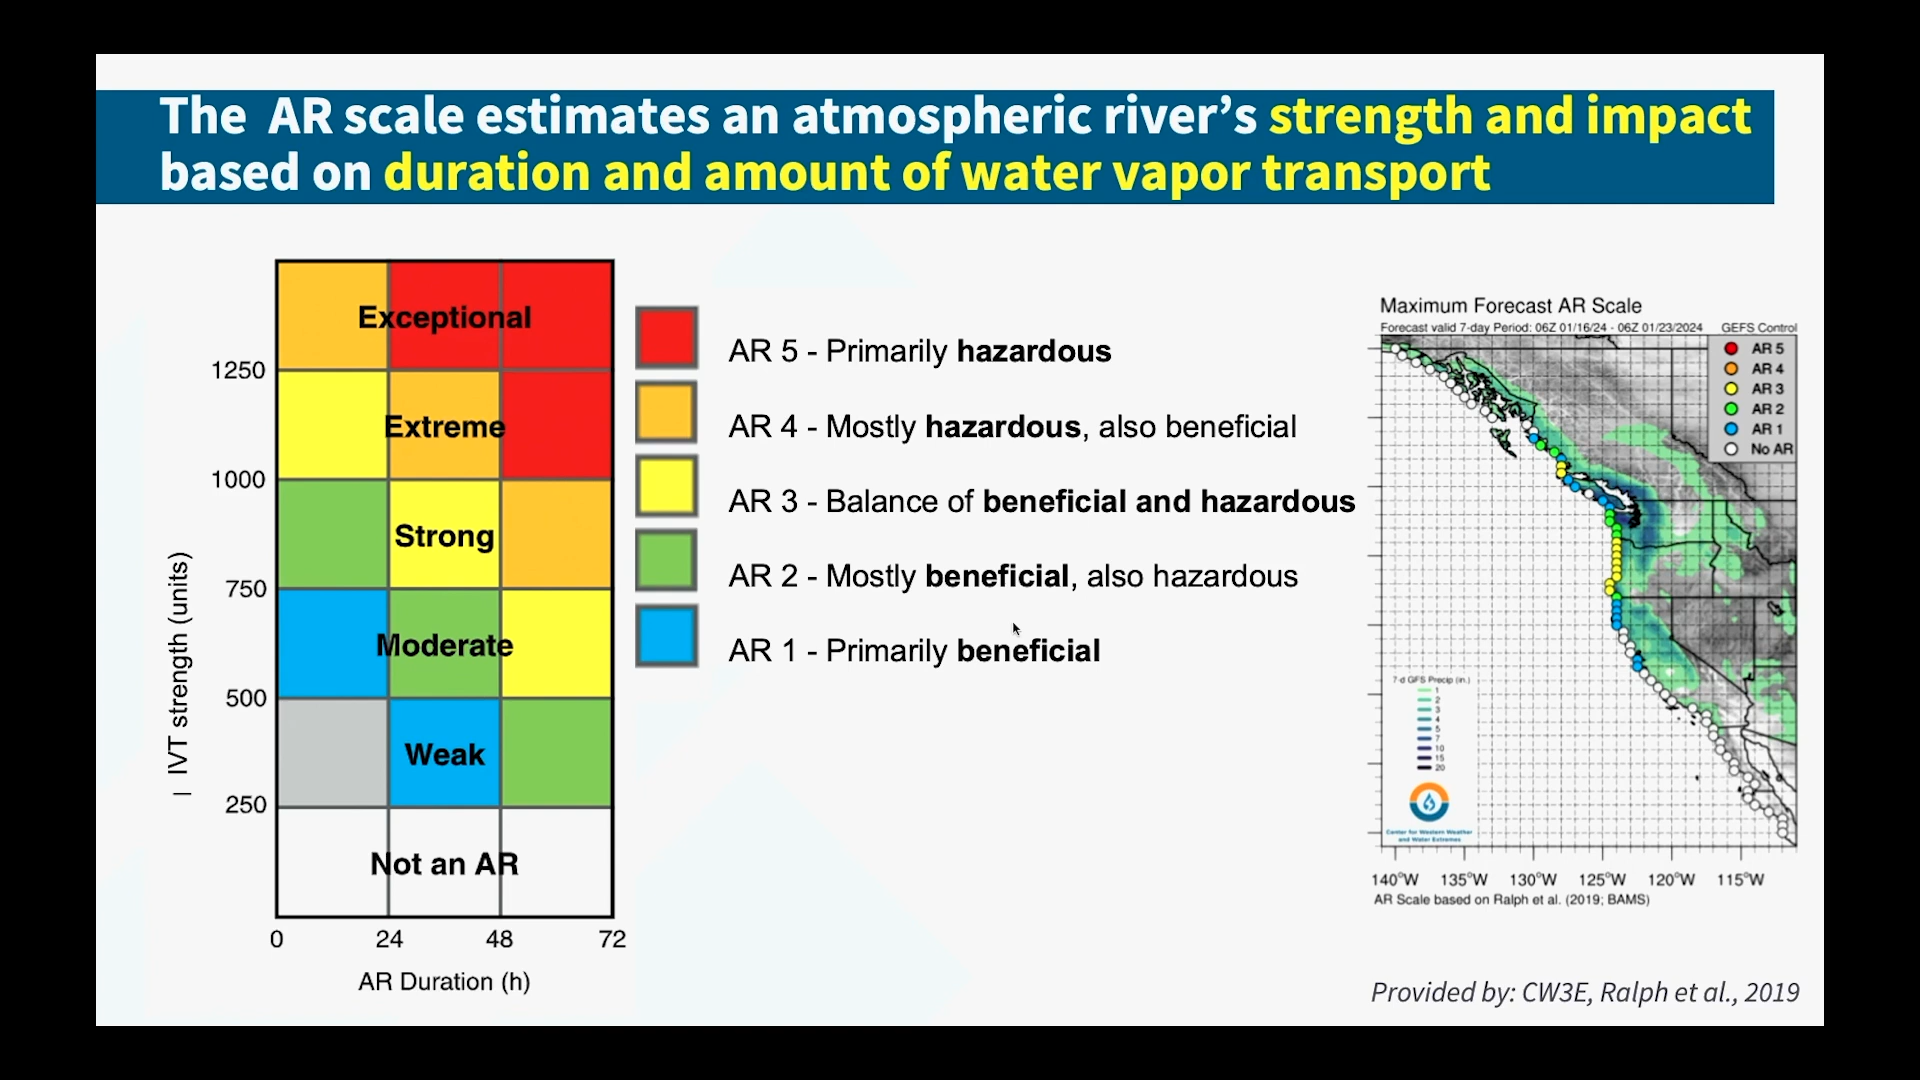 The AR scale estimates an atmospheric river's strength and impact
based on duration and amount of water vapor transport
Exceptional
1250
Extreme
1000
Strong
750
Moderate
500
Weak
250
Not an AR
0 24 48 72
AR Duration (h)
IVT strength (units)
AR 5 - Primarily hazardous
AR 4 - Mostly hazardous, also beneficial
AR 3 - Balance of beneficial and hazardous
AR 2 - Mostly beneficial, also hazardous
AR 1 - Primarily beneficial
Maximum Forecast AR Scale
Forecast valid 7-day Period: 06Z 01/16/24 - 06Z 01/23/2024 GEFS Control
AR 5
AR 4
AR 3
AR 2
AR 1
No AR
7-d GFS Precip (in.)
1
2
3
4
5
7
10
15
20
Center for Western Weather
and Water Extremes
140°W 135°W 130°W 125°W 120°W 115°W
AR Scale based on Ralph et al. (2019; BAMS)
Provided by: CW3E, Ralph et al., 2019